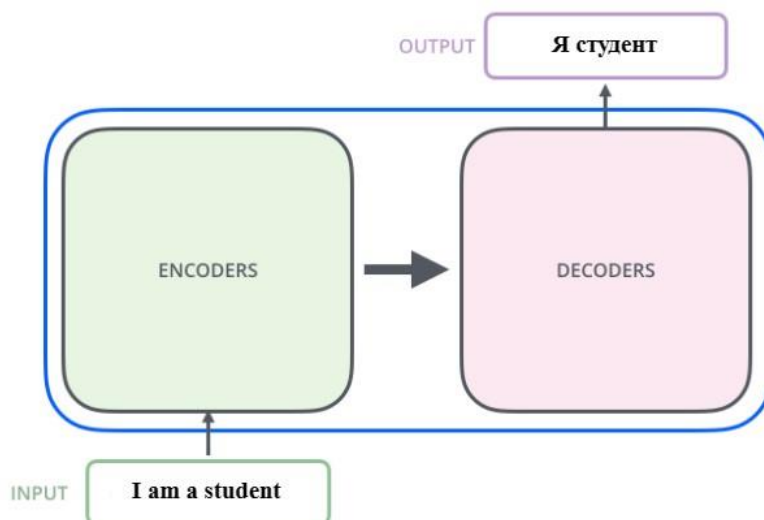 OUTPUT Я студент
ENCODERS DECODERS
INPUT I am a student